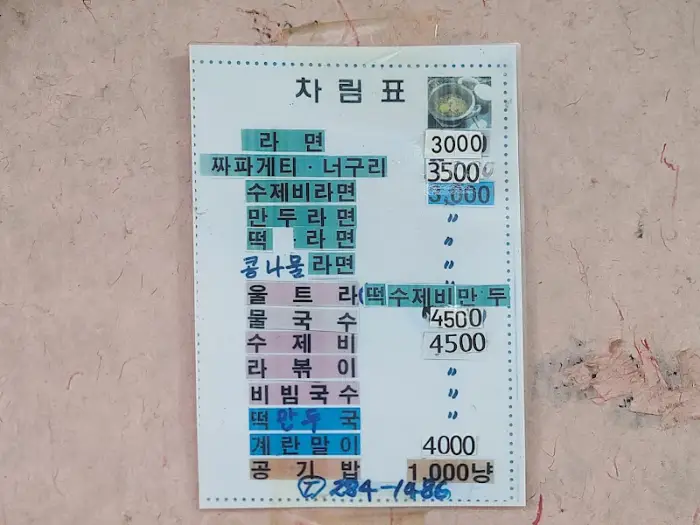 차림표
라면 3000
짜파게티·너구리 3500
수제비라면
만두라면 〃
떡라면 〃
콩나물라면 〃
울트라(떡수제비만두
물국수 4500
수제비 4500
라볶이 〃
비빔국수 〃
떡만두국 〃
계란말이 4000
공기밥 1,000냥
Ⓣ 284-1486